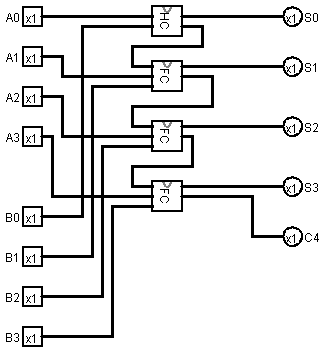 A0 x1 HC x1 S0
A1 x1 FC x1 S1
A2 x1 FC x1 S2
A3 x1 FC x1 S3
B0 x1 x1 C4
B1 x1
B2 x1
B3 x1